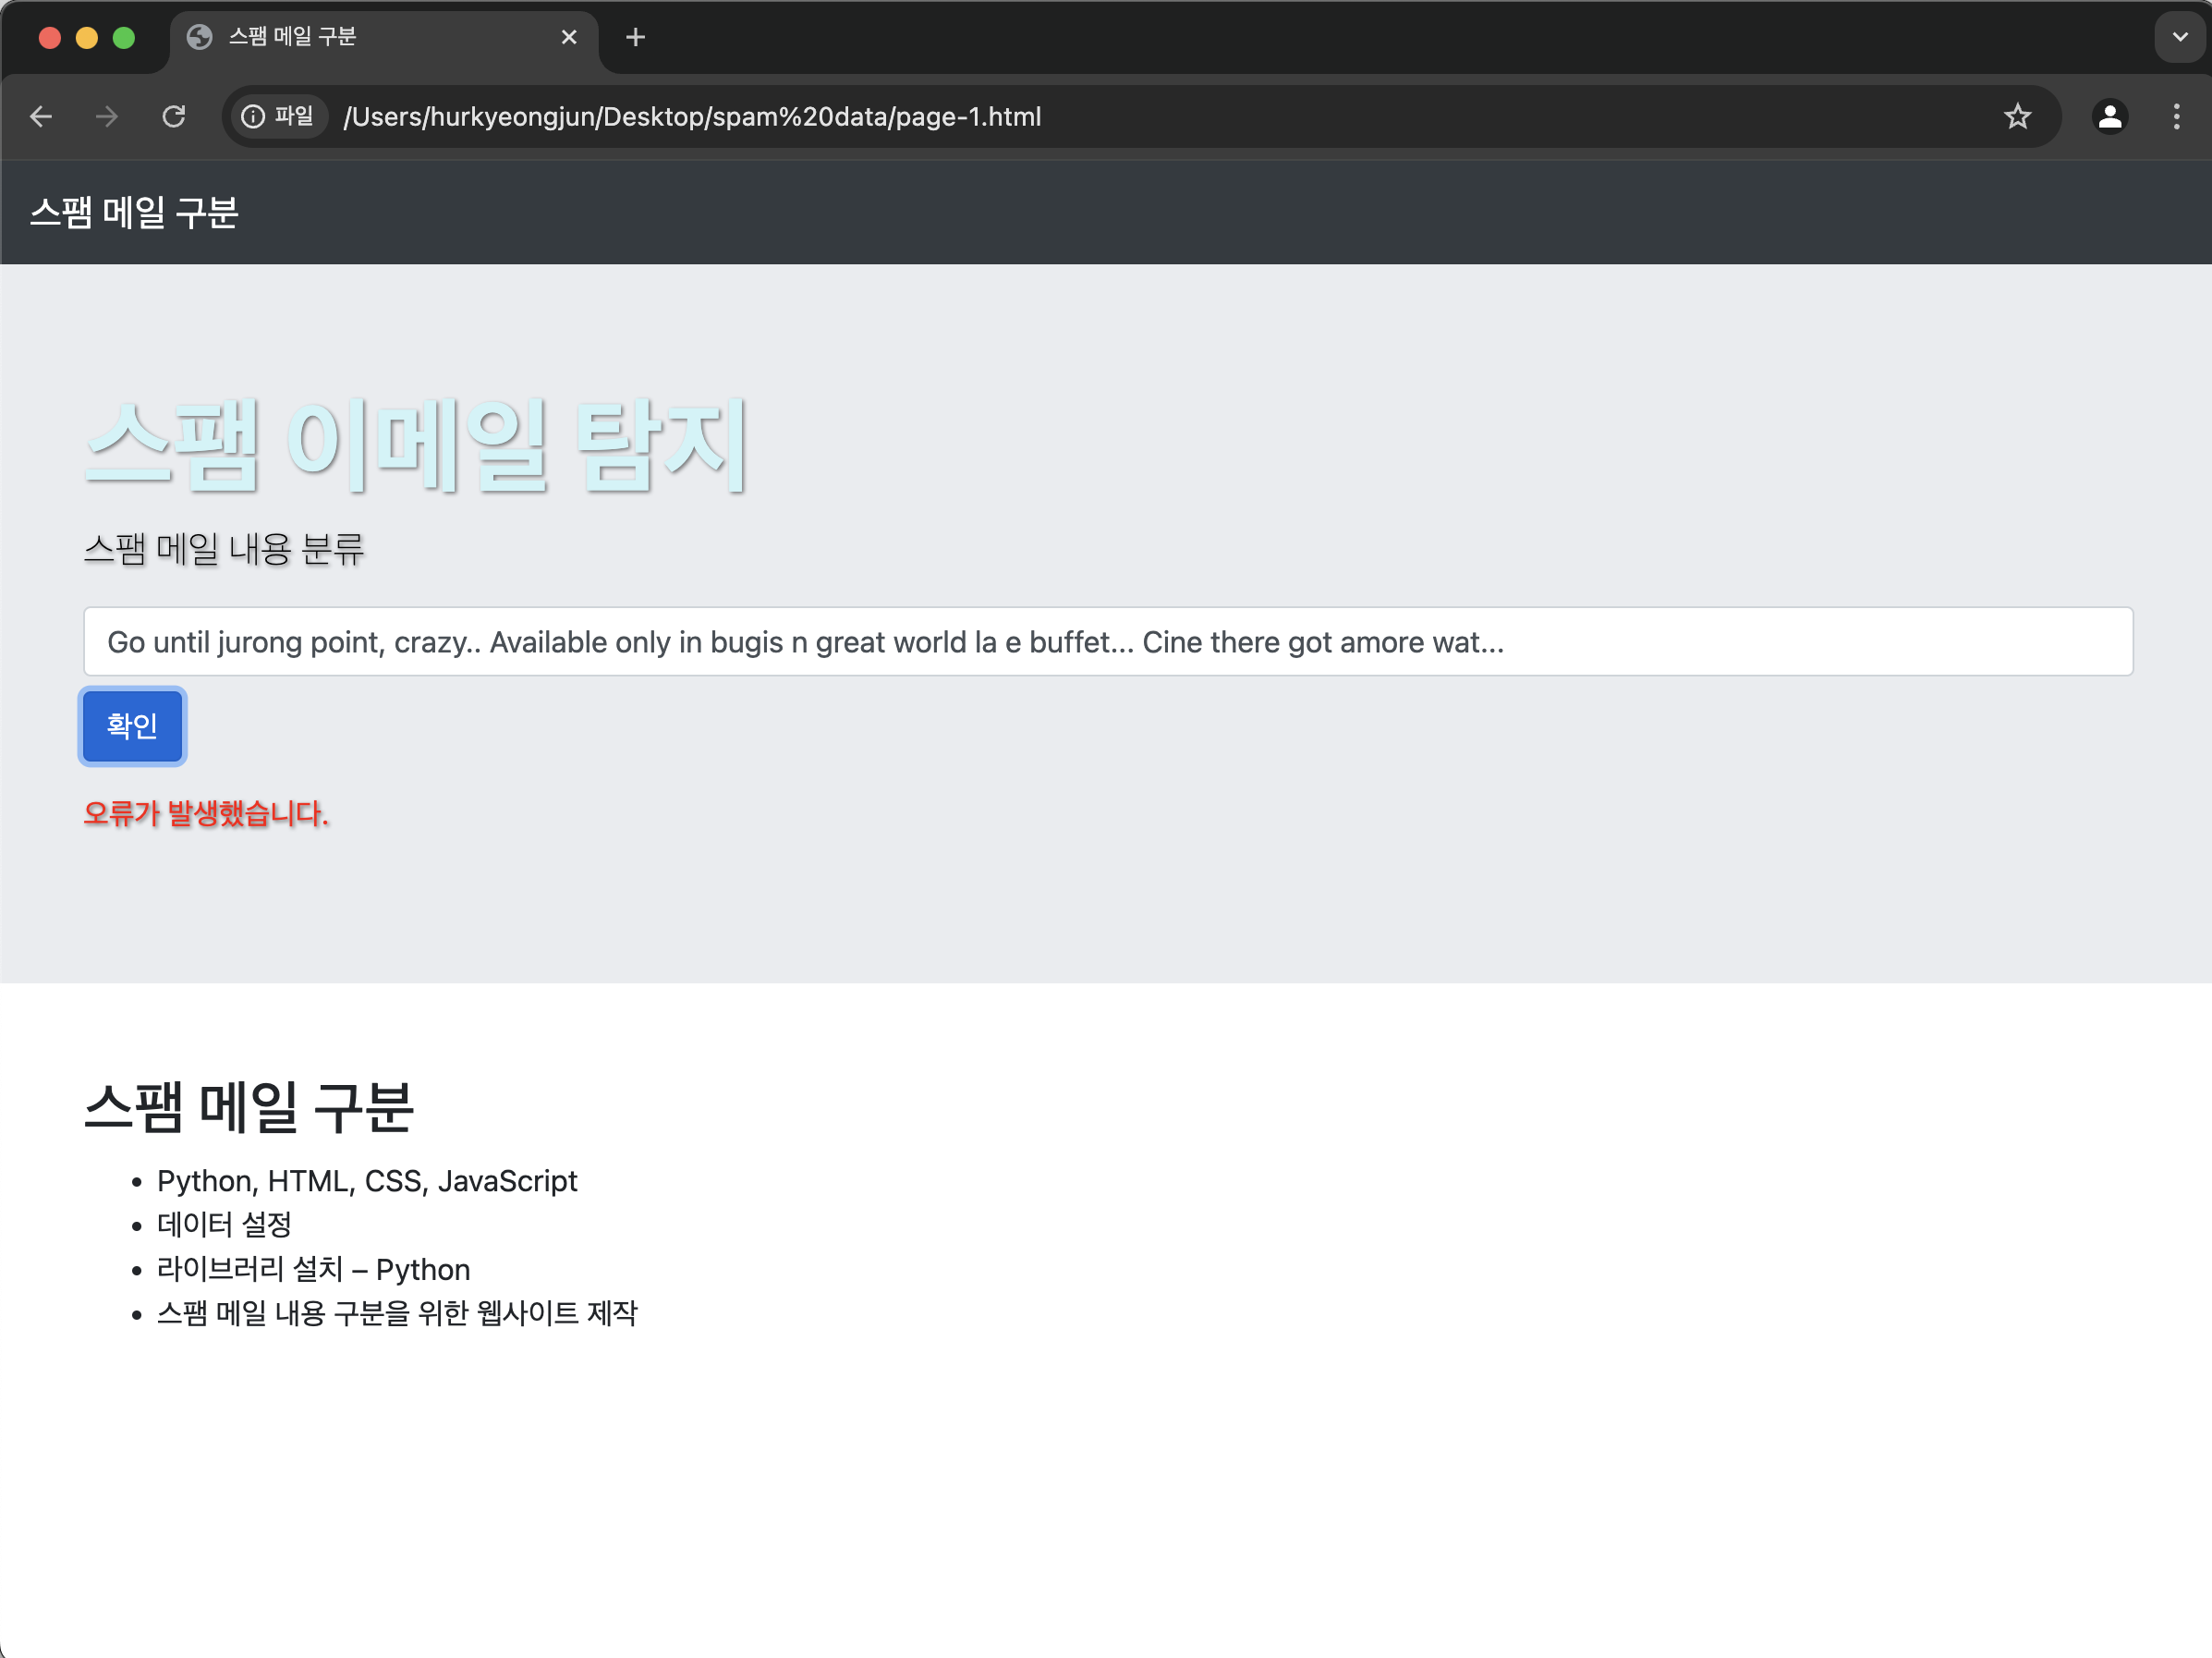 스팸 메일 구분
파일 /Users/hurkyeongjun/Desktop/spam%20data/page-1.html
스팸 메일 구분
스팸 이메일 탐지
스팸 메일 내용 분류
Go until jurong point, crazy.. Available only in bugis n great world la e buffet... Cine there got amore wat...
확인
오류가 발생했습니다.
스팸 메일 구분
• Python, HTML, CSS, JavaScript
• 데이터 설정
• 라이브러리 설치 – Python
• 스팸 메일 내용 구분을 위한 웹사이트 제작